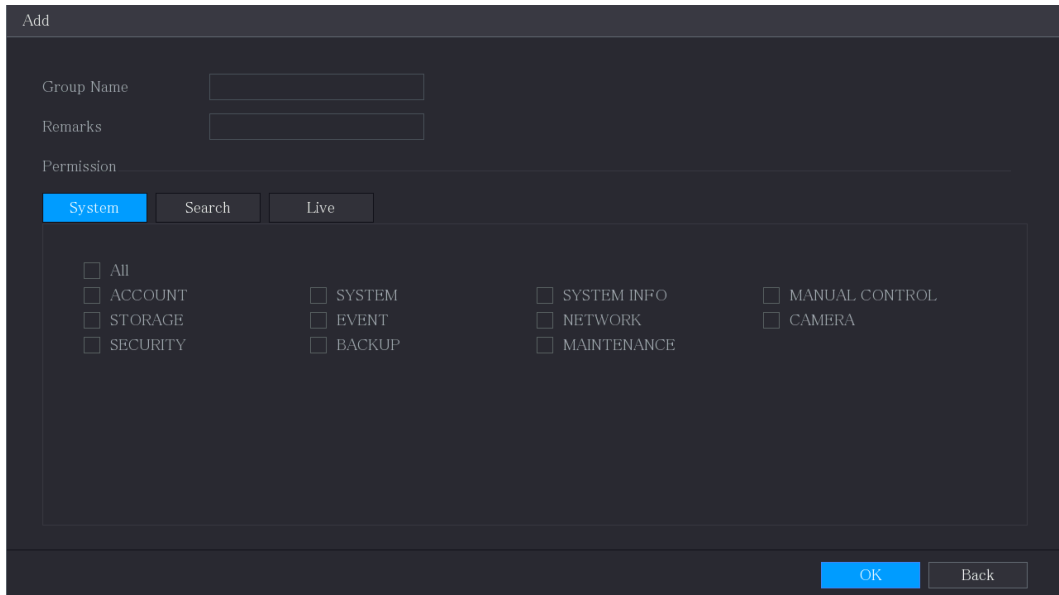 Add
Group Name
Remarks
Permission
System Search Live
All
ACCOUNT SYSTEM SYSTEM INFO MANUAL CONTROL
STORAGE EVENT NETWORK CAMERA
SECURITY BACKUP MAINTENANCE
OK Back